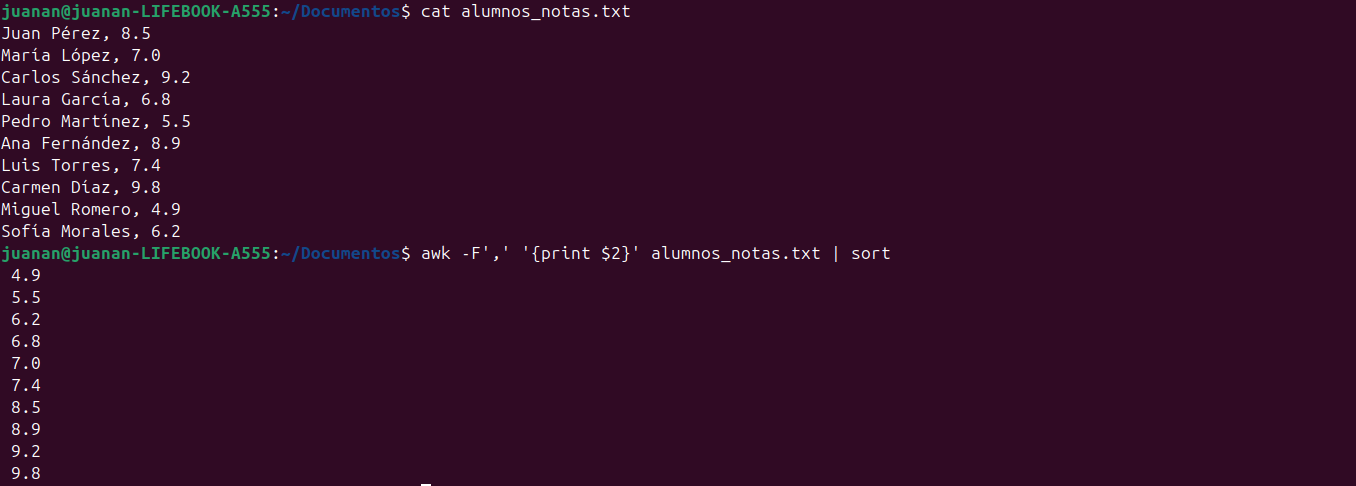 juanan@juanan-LIFEBOOK-A555:~/Documentos$ cat alumnos_notas.txt
Juan Pérez, 8.5
María López, 7.0
Carlos Sánchez, 9.2
Laura García, 6.8
Pedro Martínez, 5.5
Ana Fernández, 8.9
Luis Torres, 7.4
Carmen Díaz, 9.8
Miguel Romero, 4.9
Sofía Morales, 6.2
juanan@juanan-LIFEBOOK-A555:~/Documentos$ awk -F',' '{print $2}' alumnos_notas.txt | sort
 4.9
 5.5
 6.2
 6.8
 7.0
 7.4
 8.5
 8.9
 9.2
 9.8